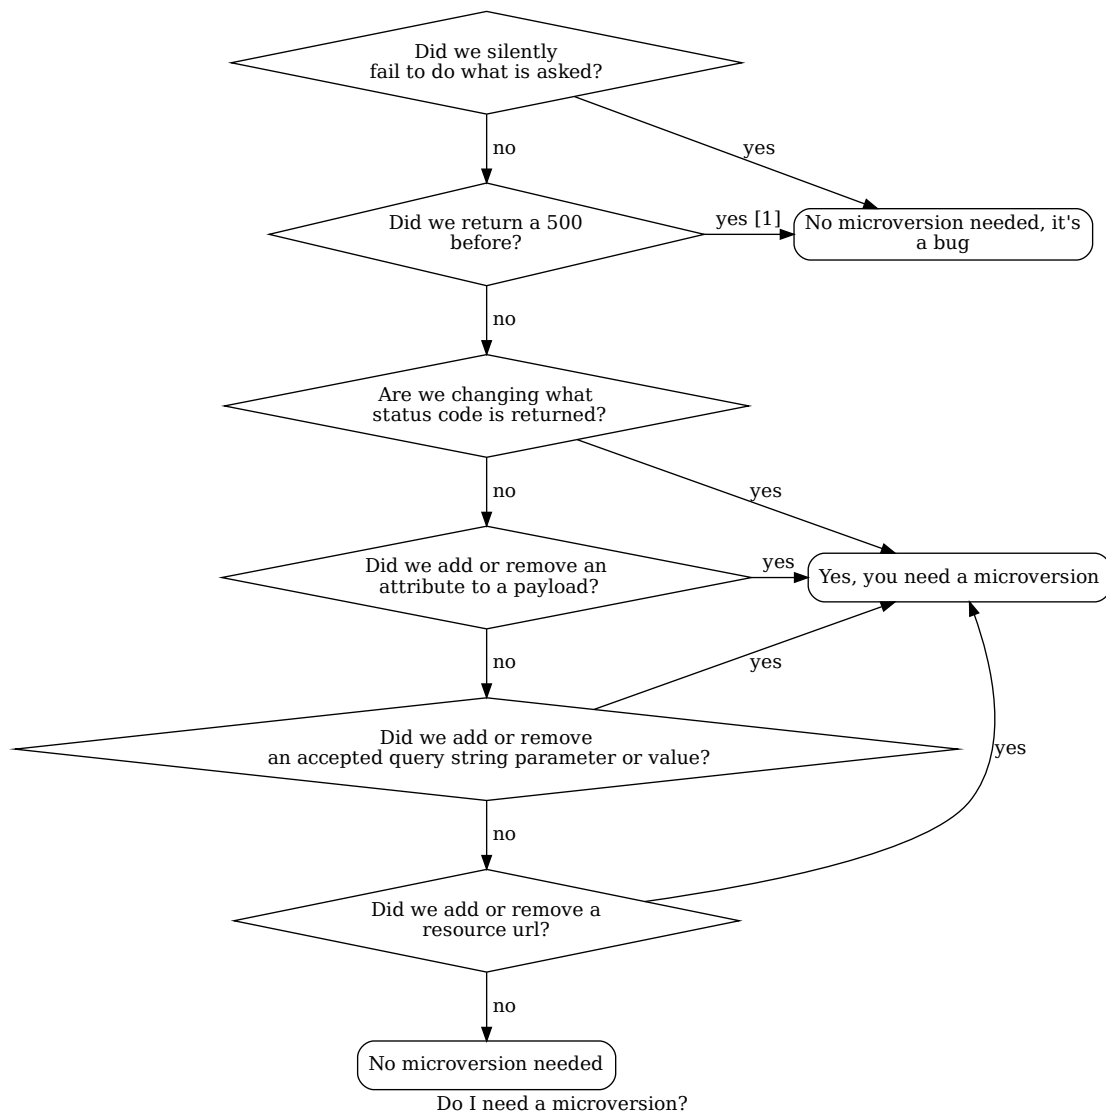 Did we silently
fail to do what is asked?
no
yes
Did we return a 500
before?
yes [1]
No microversion needed, it's
a bug
no
Are we changing what
status code is returned?
no
yes
Did we add or remove an
attribute to a payload?
yes
Yes, you need a microversion
no
yes
Did we add or remove
an accepted query string parameter or value?
yes
no
Did we add or remove a
resource url?
no
No microversion needed
Do I need a microversion?